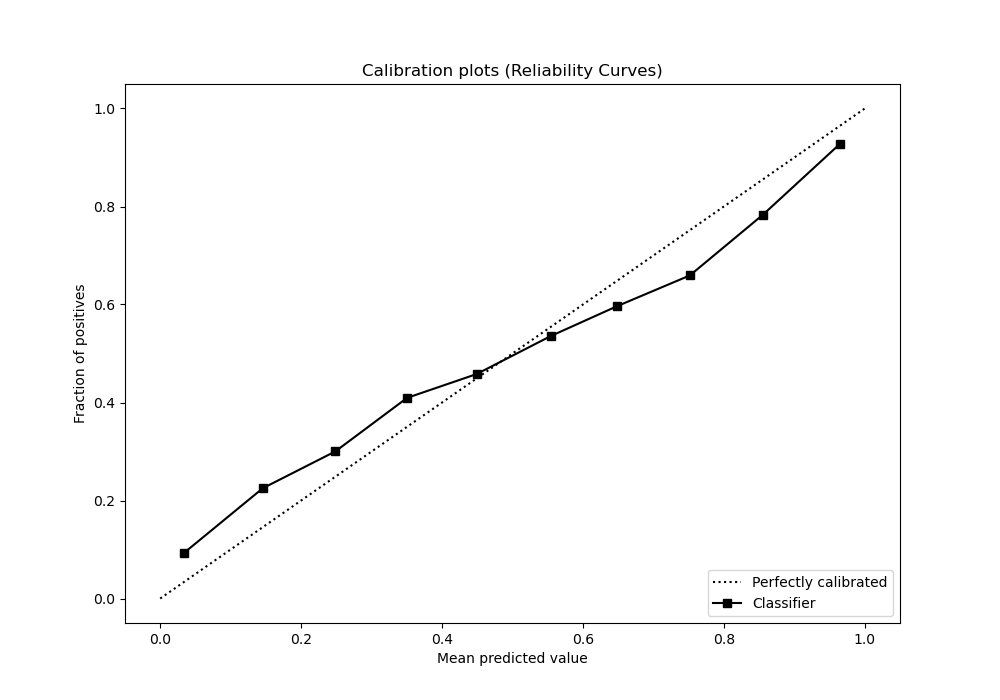 Calibration plots (Reliability Curves)
1.0
0.8
0.6
0.4
0.2
0.0
Fraction of positives
Perfectly calibrated
Classifier
0.0 0.2 0.4 0.6 0.8 1.0
Mean predicted value